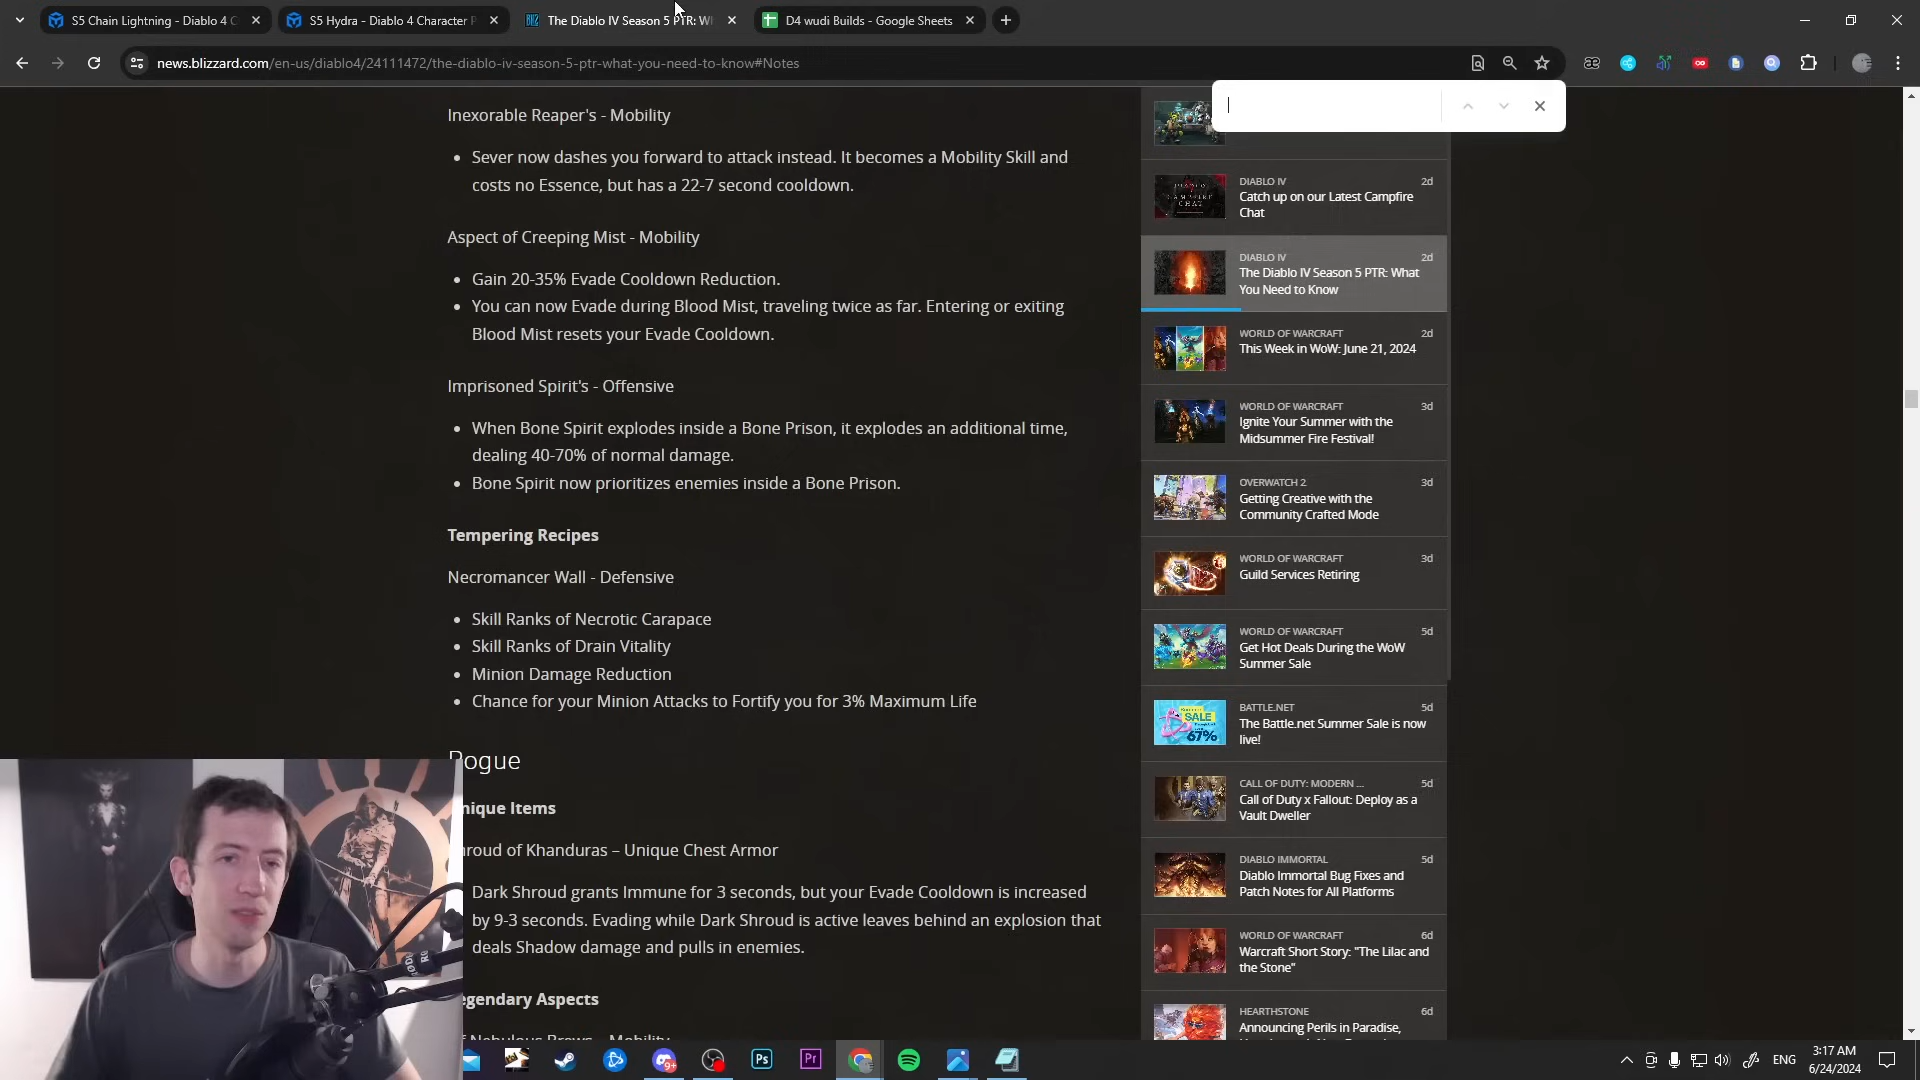 S5 Chain Lightning - Diablo 4 C
S5 Hydra - Diablo 4 Character P
The Diablo IV Season 5 PTR: W
D4 wudi Builds - Google Sheets
news.blizzard.com/en-us/diablo4/24111472/the-diablo-iv-season-5-ptr-what-you-need-to-know#Notes
Inexorable Reaper's - Mobility
Sever now dashes you forward to attack instead. It becomes a Mobility Skill and
costs no Essence, but has a 22-7 second cooldown.
Aspect of Creeping Mist - Mobility
Gain 20-35% Evade Cooldown Reduction.
You can now Evade during Blood Mist, traveling twice as far. Entering or exiting
Blood Mist resets your Evade Cooldown.
Imprisoned Spirit's - Offensive
When Bone Spirit explodes inside a Bone Prison, it explodes an additional time,
dealing 40-70% of normal damage.
Bone Spirit now prioritizes enemies inside a Bone Prison.
Tempering Recipes
Necromancer Wall - Defensive
Skill Ranks of Necrotic Carapace
Skill Ranks of Drain Vitality
Minion Damage Reduction
Chance for your Minion Attacks to Fortify you for 3% Maximum Life
Rogue
nique Items
hroud of Khanduras – Unique Chest Armor
Dark Shroud grants Immune for 3 seconds, but your Evade Cooldown is increased
by 9-3 seconds. Evading while Dark Shroud is active leaves behind an explosion that
deals Shadow damage and pulls in enemies.
egendary Aspects
f Nebulous Brews - Mobility
DIABLO IV 2d
Catch up on our Latest Campfire
Chat
DIABLO IV 2d
The Diablo IV Season 5 PTR: What
You Need to Know
WORLD OF WARCRAFT 2d
This Week in WoW: June 21, 2024
WORLD OF WARCRAFT 3d
Ignite Your Summer with the
Midsummer Fire Festival!
OVERWATCH 2 3d
Getting Creative with the
Community Crafted Mode
WORLD OF WARCRAFT 3d
Guild Services Retiring
WORLD OF WARCRAFT 5d
Get Hot Deals During the WoW
Summer Sale
BATTLE.NET 5d
The Battle.net Summer Sale is now
live!
SALE
67%
CALL OF DUTY: MODERN ... 5d
Call of Duty x Fallout: Deploy as a
Vault Dweller
DIABLO IMMORTAL 5d
Diablo Immortal Bug Fixes and
Patch Notes for All Platforms
WORLD OF WARCRAFT 6d
Warcraft Short Story: "The Lilac and
the Stone"
HEARTHSTONE 6d
Announcing Perils in Paradise,
9+
Ps
Pr
ENG
3:17 AM
6/24/2024